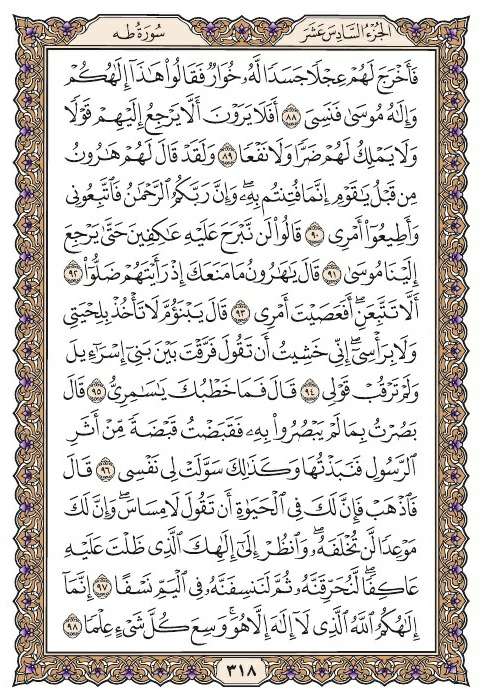 الجزء السادس عشر سورة طه
فَأَخْرَجَ لَهُمْ عِجْلًا جَسَدًا لَّهُۥ خُوَارٌ فَقَالُوا۟ هَٰذَآ إِلَٰهُكُمْ
وَإِلَٰهُ مُوسَىٰ فَنَسِىَ ٨٨ أَفَلَا يَرَوْنَ أَلَّا يَرْجِعُ إِلَيْهِمْ قَوْلًا
وَلَا يَمْلِكُ لَهُمْ ضَرًّا وَلَا نَفْعًا ٨٩ وَلَقَدْ قَالَ لَهُمْ هَٰرُونُ
مِن قَبْلُ يَٰقَوْمِ إِنَّمَا فُتِنتُم بِهِۦ ۖ وَإِنَّ رَبَّكُمُ ٱلرَّحْمَٰنُ فَٱتَّبِعُونِى
وَأَطِيعُوٓا۟ أَمْرِى ٩٠ قَالُوا۟ لَن نَّبْرَحَ عَلَيْهِ عَٰكِفِينَ حَتَّىٰ يَرْجِعَ
إِلَيْنَا مُوسَىٰ ٩١ قَالَ يَٰهَٰرُونُ مَا مَنَعَكَ إِذْ رَأَيْتَهُمْ ضَلُّوٓا۟ ٩٢
أَلَّا تَتَّبِعَنِ ۖ أَفَعَصَيْتَ أَمْرِى ٩٣ قَالَ يَبْنَؤُمَّ لَا تَأْخُذْ بِلِحْيَتِى
وَلَا بِرَأْسِىٓ ۖ إِنِّى خَشِيتُ أَن تَقُولَ فَرَّقْتَ بَيْنَ بَنِىٓ إِسْرَٰٓءِيلَ
وَلَمْ تَرْقُبْ قَوْلِى ٩٤ قَالَ فَمَا خَطْبُكَ يَٰسَٰمِرِىُّ ٩٥ قَالَ
بَصُرْتُ بِمَا لَمْ يَبْصُرُوا۟ بِهِۦ فَقَبَضْتُ قَبْضَةً مِّنْ أَثَرِ
ٱلرَّسُولِ فَنَبَذْتُهَا وَكَذَٰلِكَ سَوَّلَتْ لِى نَفْسِى ٩٦ قَالَ
فَٱذْهَبْ فَإِنَّ لَكَ فِى ٱلْحَيَوٰةِ أَن تَقُولَ لَا مِسَاسَ ۖ وَإِنَّ لَكَ
مَوْعِدًا لَّن تُخْلَفَهُۥ ۖ وَٱنظُرْ إِلَىٰٓ إِلَٰهِكَ ٱلَّذِى ظَلْتَ عَلَيْهِ
عَاكِفًا ۖ لَّنُحَرِّقَنَّهُۥ ثُمَّ لَنَنسِفَنَّهُۥ فِى ٱلْيَمِّ نَسْفًا ٩٧ إِنَّمَآ
إِلَٰهُكُمُ ٱللَّهُ ٱلَّذِى لَآ إِلَٰهَ إِلَّا هُوَ ۚ وَسِعَ كُلَّ شَىْءٍ عِلْمًا ٩٨
٣١٨